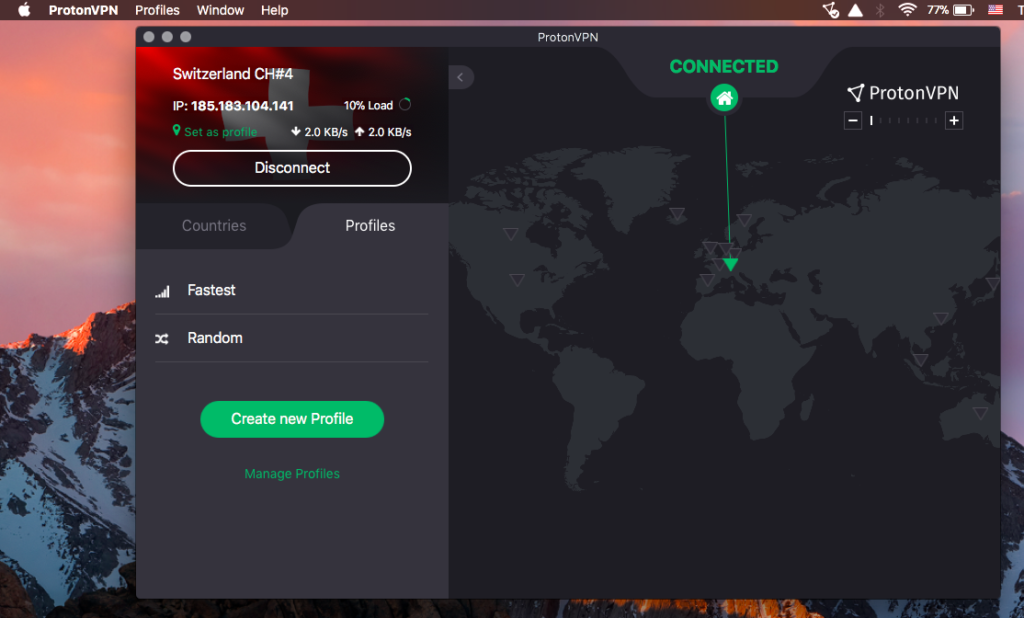 ProtonVPN Profiles Window Help 77% T
ProtonVPN
Switzerland CH#4
IP: 185.183.104.141 10% Load
Set as profile 2.0 KB/s 2.0 KB/s
Disconnect
Countries Profiles
Fastest
Random
Create new Profile
Manage Profiles
CONNECTED
ProtonVPN